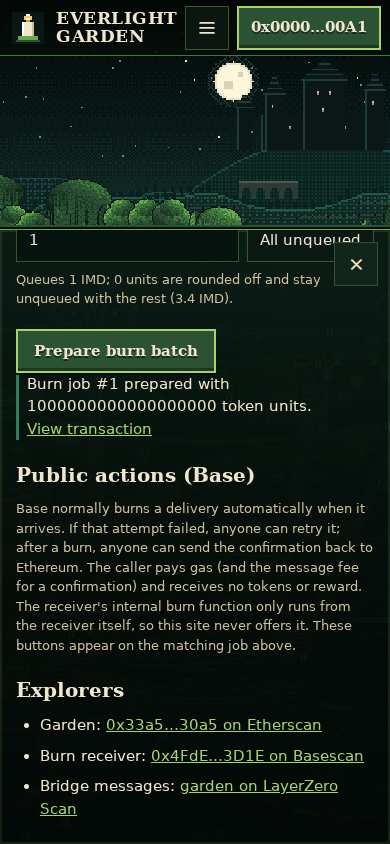 EVERLIGHT
GARDEN
0x0000...00A1
1
All unqueued
Queues 1 IMD; 0 units are rounded off and stay
unqueued with the rest (3.4 IMD).
Prepare burn batch
Burn job #1 prepared with
1000000000000000000 token units.
View transaction
Public actions (Base)
Base normally burns a delivery automatically when it
arrives. If that attempt failed, anyone can retry it;
after a burn, anyone can send the confirmation back to
Ethereum. The caller pays gas (and the message fee
for a confirmation) and receives no tokens or reward.
The receiver's internal burn function only runs from
the receiver itself, so this site never offers it. These
buttons appear on the matching job above.
Explorers
• Garden: 0x33a5...30a5 on Etherscan
• Burn receiver: 0x4FdE...3D1E on Basescan
• Bridge messages: garden on LayerZero
Scan